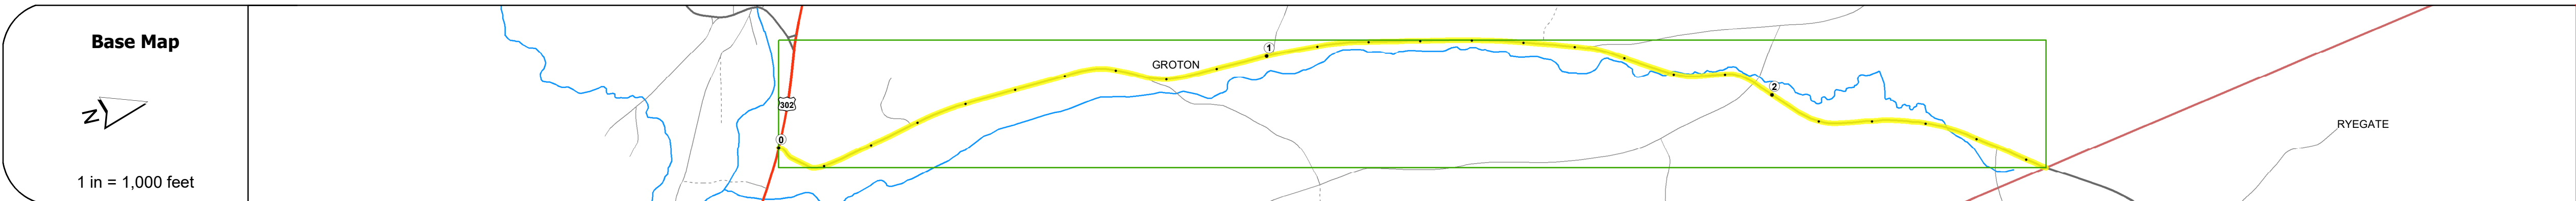 Base Map
N
1 in = 1,000 feet
302
0
GROTON
1
2
RYEGATE